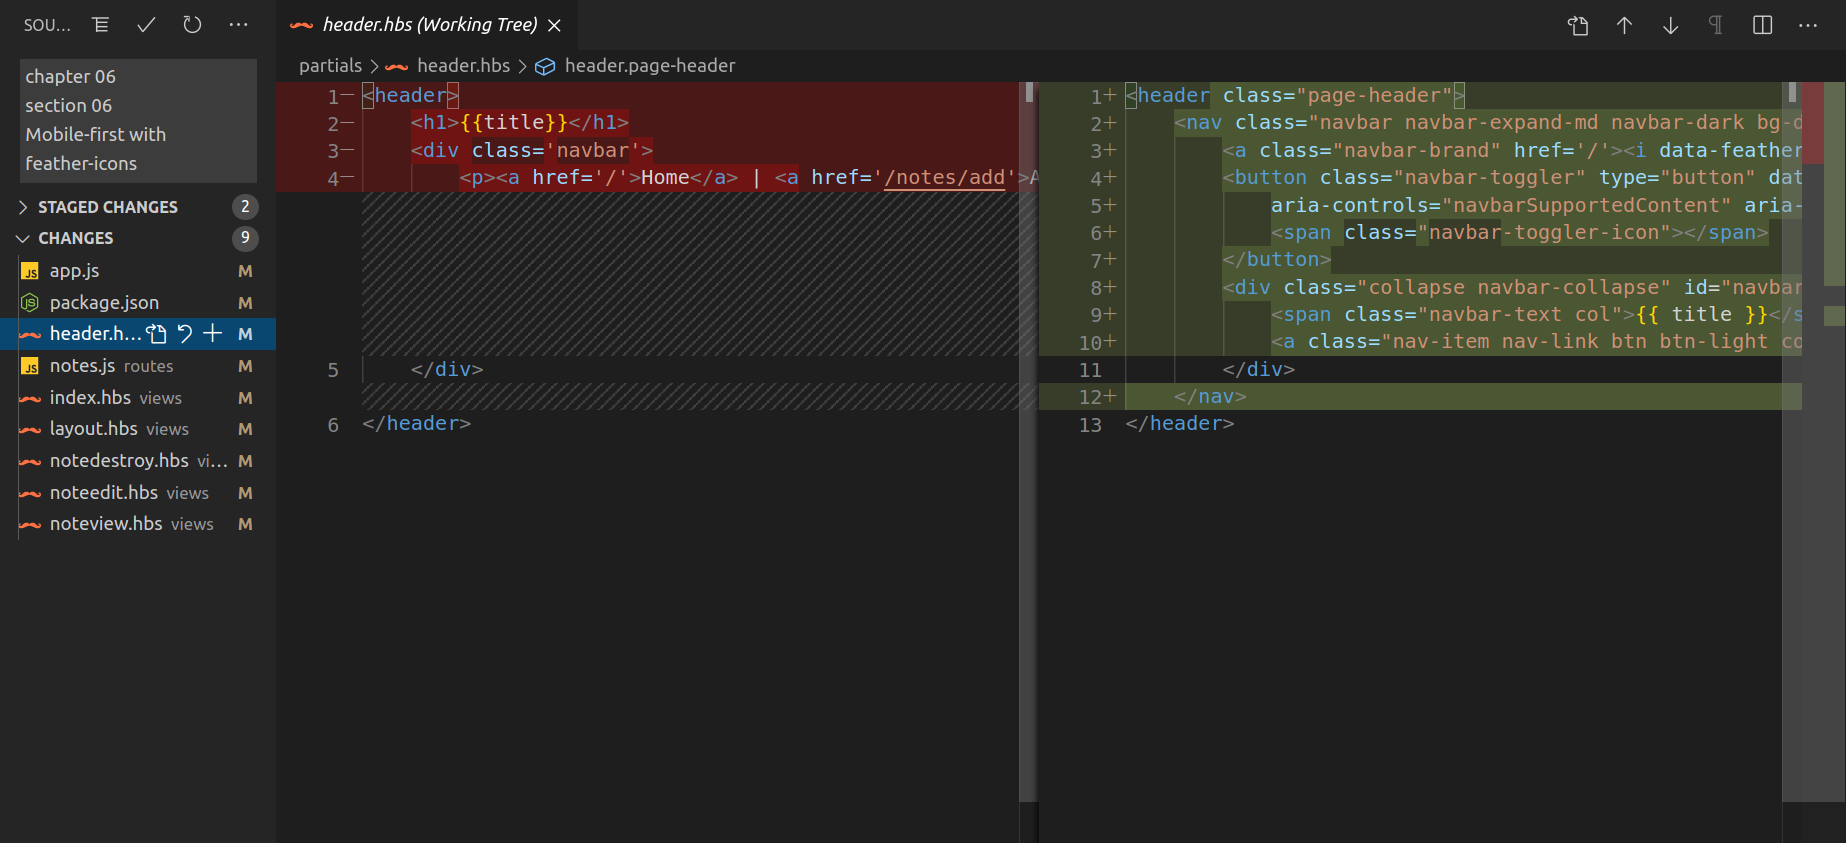 SOU...
header.hbs (Working Tree)
partials > header.hbs > header.page-header
chapter 06
section 06
Mobile-first with
feather-icons
STAGED CHANGES 2
CHANGES 9
JS app.js M
JS package.json M
header.h... M
JS notes.js routes M
index.hbs views M
layout.hbs views M
notedestroy.hbs vi... M
noteedit.hbs views M
noteview.hbs views M
1— <header>
2— <h1>{{title}}</h1>
3— <div class='navbar'>
4— <p><a href='/'>Home</a> | <a href='/notes/add'>A
5 </div>
6 </header>
1+ <header class="page-header">
2+ <nav class="navbar navbar-expand-md navbar-dark bg-d
3+ <a class="navbar-brand" href='/'><i data-feather
4+ <button class="navbar-toggler" type="button" dat
5+ aria-controls="navbarSupportedContent" aria-
6+ <span class="navbar-toggler-icon"></span>
7+ </button>
8+ <div class="collapse navbar-collapse" id="navbar
9+ <span class="navbar-text col">{{ title }}</s
10+ <a class="nav-item nav-link btn btn-light co
11 </div>
12+ </nav>
13 </header>